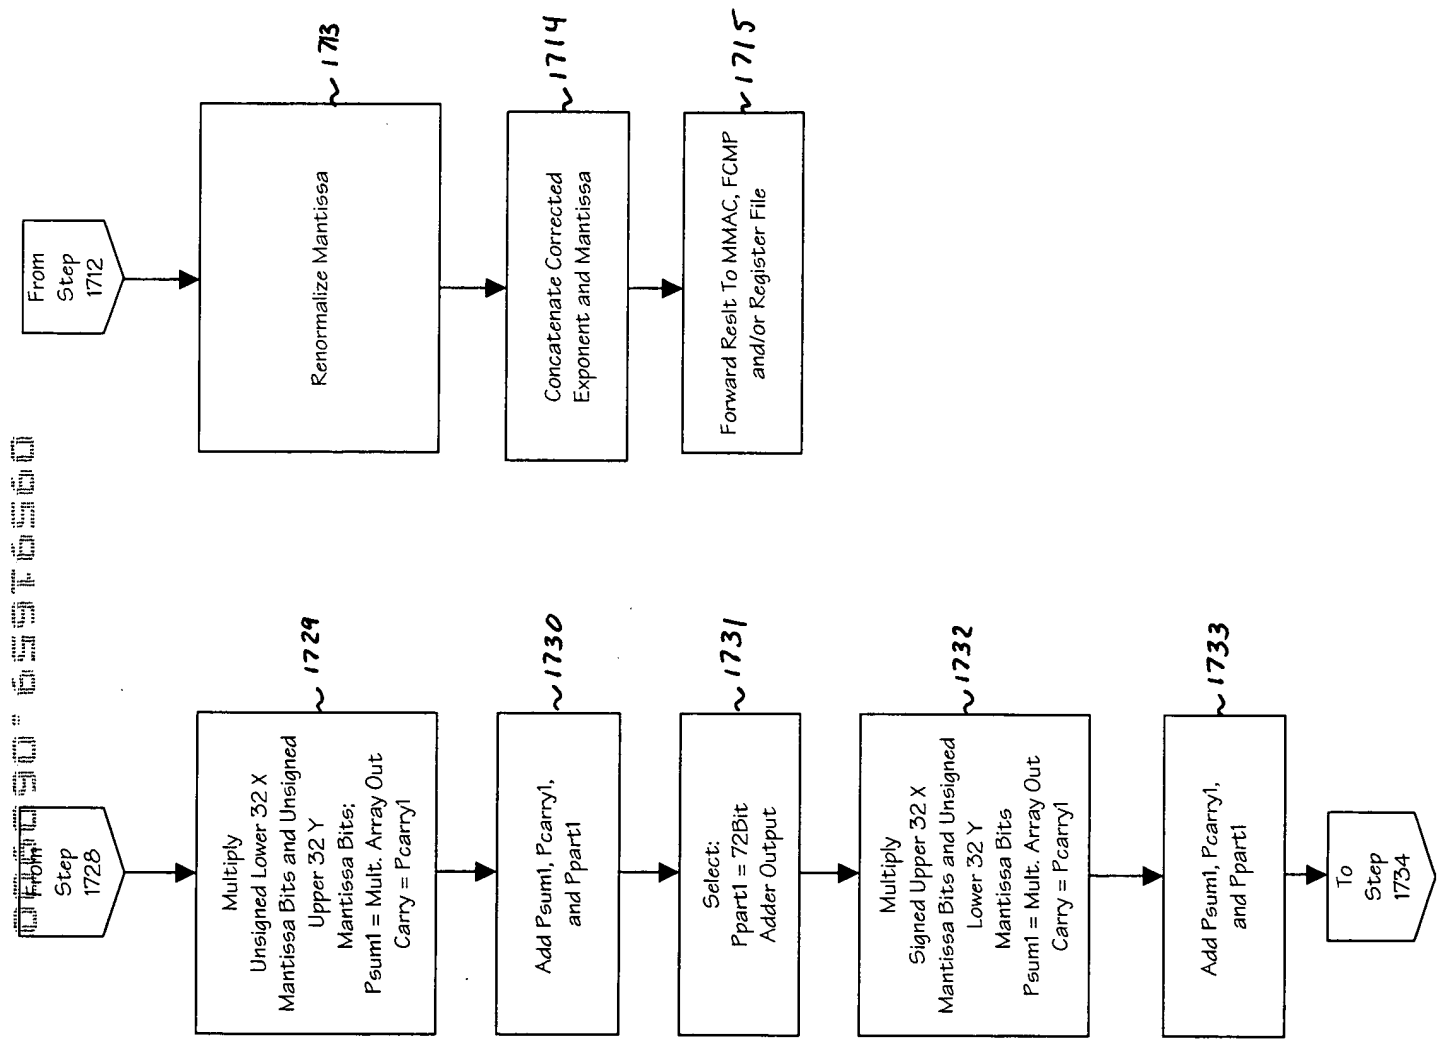 From
Step
1712
Renormalize Mantissa
1713
Concatenate Corrected
Exponent and Mantissa
1714
Forward Reslt To MMAC, FCMP
and/or Register File
1715
From
Step
1728
Multiply
Unsigned Lower 32 X
Mantissa Bits and Unsigned
Upper 32 Y
Mantissa Bits;
Psum1 = Mult. Array Out
Carry = Pcarry1
1729
Add Psum1, Pcarry1,
and Ppart1
1730
Select:
Ppart1 = 72Bit
Adder Output
1731
Multiply
Signed Upper 32 X
Mantissa Bits and Unsigned
Lower 32 Y
Mantissa Bits
Psum1 = Mult. Array Out
Carry = Pcarry1
1732
Add Psum1, Pcarry1,
and Ppart1
1733
To
Step
1734